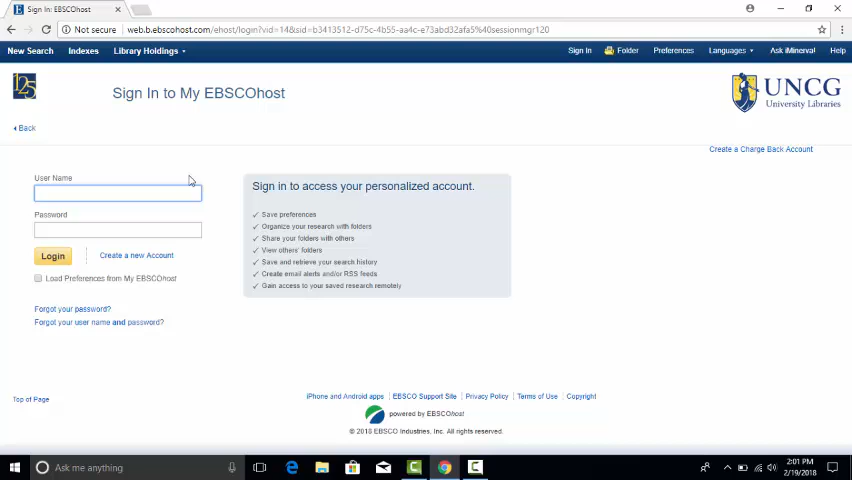 Sign In: EBSCOhost
Not secure | web.b.ebscohost.com/ehost/login?vid=14&sid=b3413512-d75c-4b55-aa4c-e73abd32afa5%40sessionmgr120
New Search Indexes Library Holdings Sign In Folder Preferences Languages Ask iMinerva! Help
125
Sign In to My EBSCOhost
UNCG
University Libraries
Back
Create a Charge Back Account
User Name
Password
Login
Create a new Account
Load Preferences from My EBSCOhost
Forgot your password?
Forgot your user name and password?
Sign in to access your personalized account.
Save preferences
Organize your research with folders
Share your folders with others
View others' folders
Save and retrieve your search history
Create email alerts and/or RSS feeds
Gain access to your saved research remotely
Top of Page
iPhone and Android apps | EBSCO Support Site | Privacy Policy | Terms of Use | Copyright
powered by EBSCOhost
© 2018 EBSCO Industries, Inc. All rights reserved.
Ask me anything
2:01 PM
2/19/2018